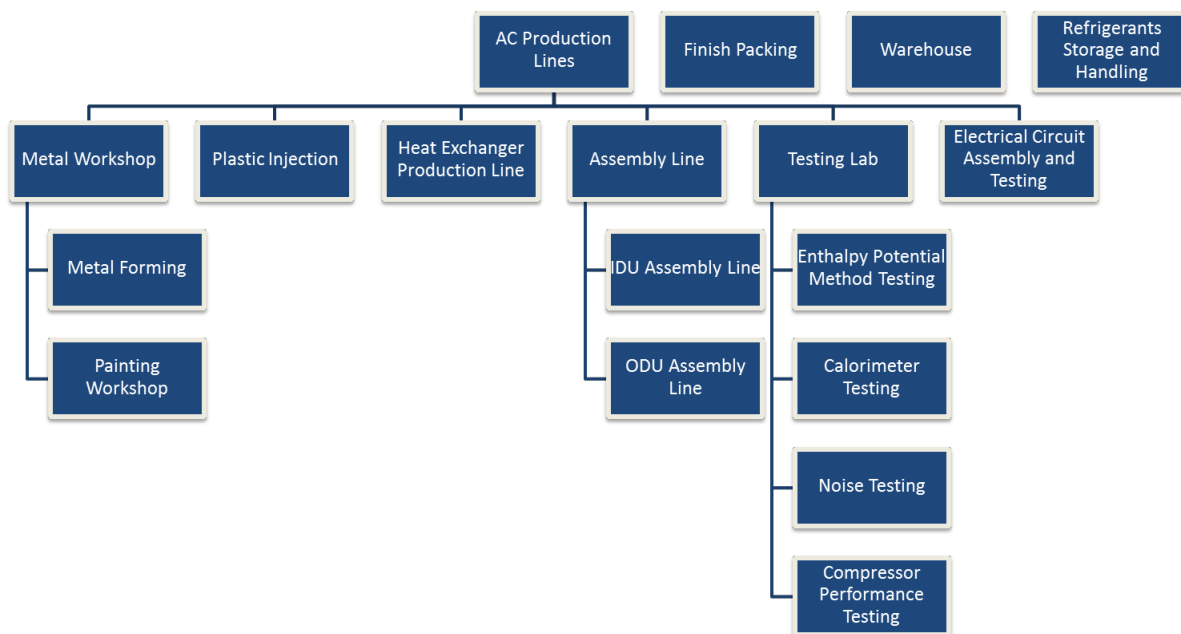 AC Production
Lines
Finish Packing
Warehouse
Refrigerants
Storage and
Handling
Metal Workshop
Plastic Injection
Heat Exchanger
Production Line
Assembly Line
Testing Lab
Electrical Circuit
Assembly and
Testing
Metal Forming
IDU Assembly Line
Enthalpy Potential
Method Testing
Painting
Workshop
ODU Assembly
Line
Calorimeter
Testing
Noise Testing
Compressor
Performance
Testing